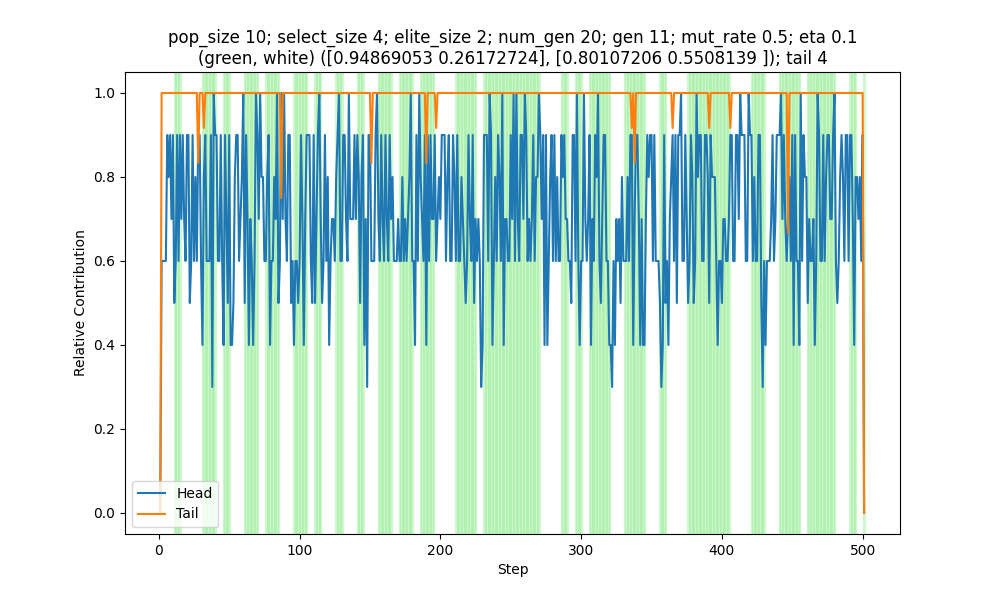 pop_size 10; select_size 4; elite_size 2; num_gen 20; gen 11; mut_rate 0.5; eta 0.1
(green, white) ([0.94869053 0.26172724], [0.80107206 0.5508139 ]); tail 4
1.0
0.8
0.6
0.4
0.2
0.0
Relative Contribution
Head
Tail
0
100
200
300
400
500
Step